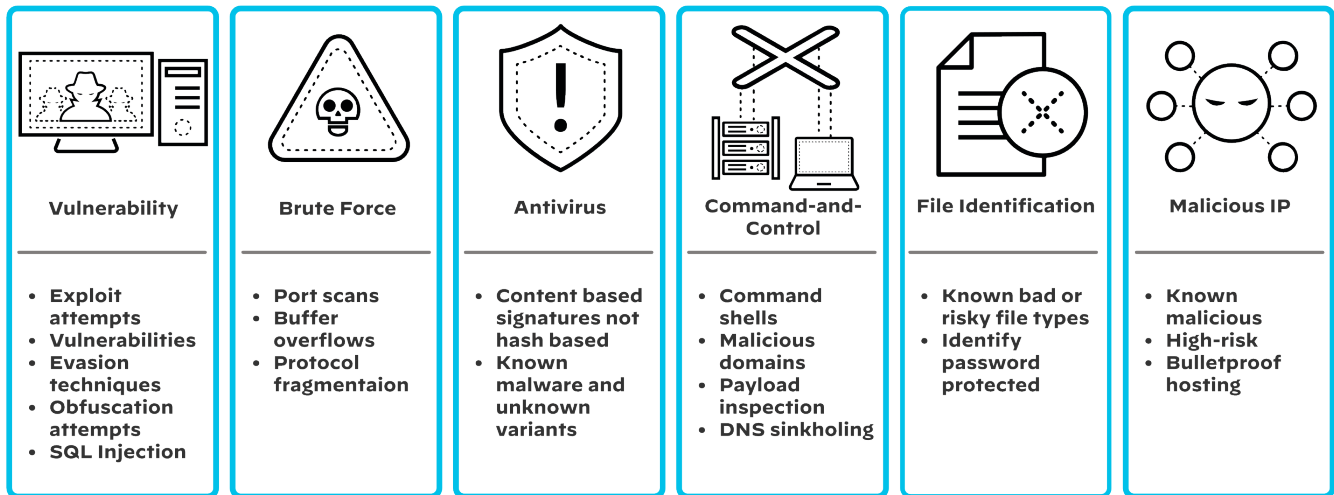 Vulnerability
• Exploit
attempts
• Vulnerabilities
• Evasion
techniques
• Obfuscation
attempts
• SQL Injection
Brute Force
• Port scans
• Buffer
overflows
• Protocol
fragmentaion
!
Antivirus
• Content based
signatures not
hash based
• Known
malware and
unknown
variants
Command-and-
Control
• Command
shells
• Malicious
domains
• Payload
inspection
• DNS sinkholing
File Identification
• Known bad or
risky file types
• Identify
password
protected
Malicious IP
• Known
malicious
• High-risk
• Bulletproof
hosting